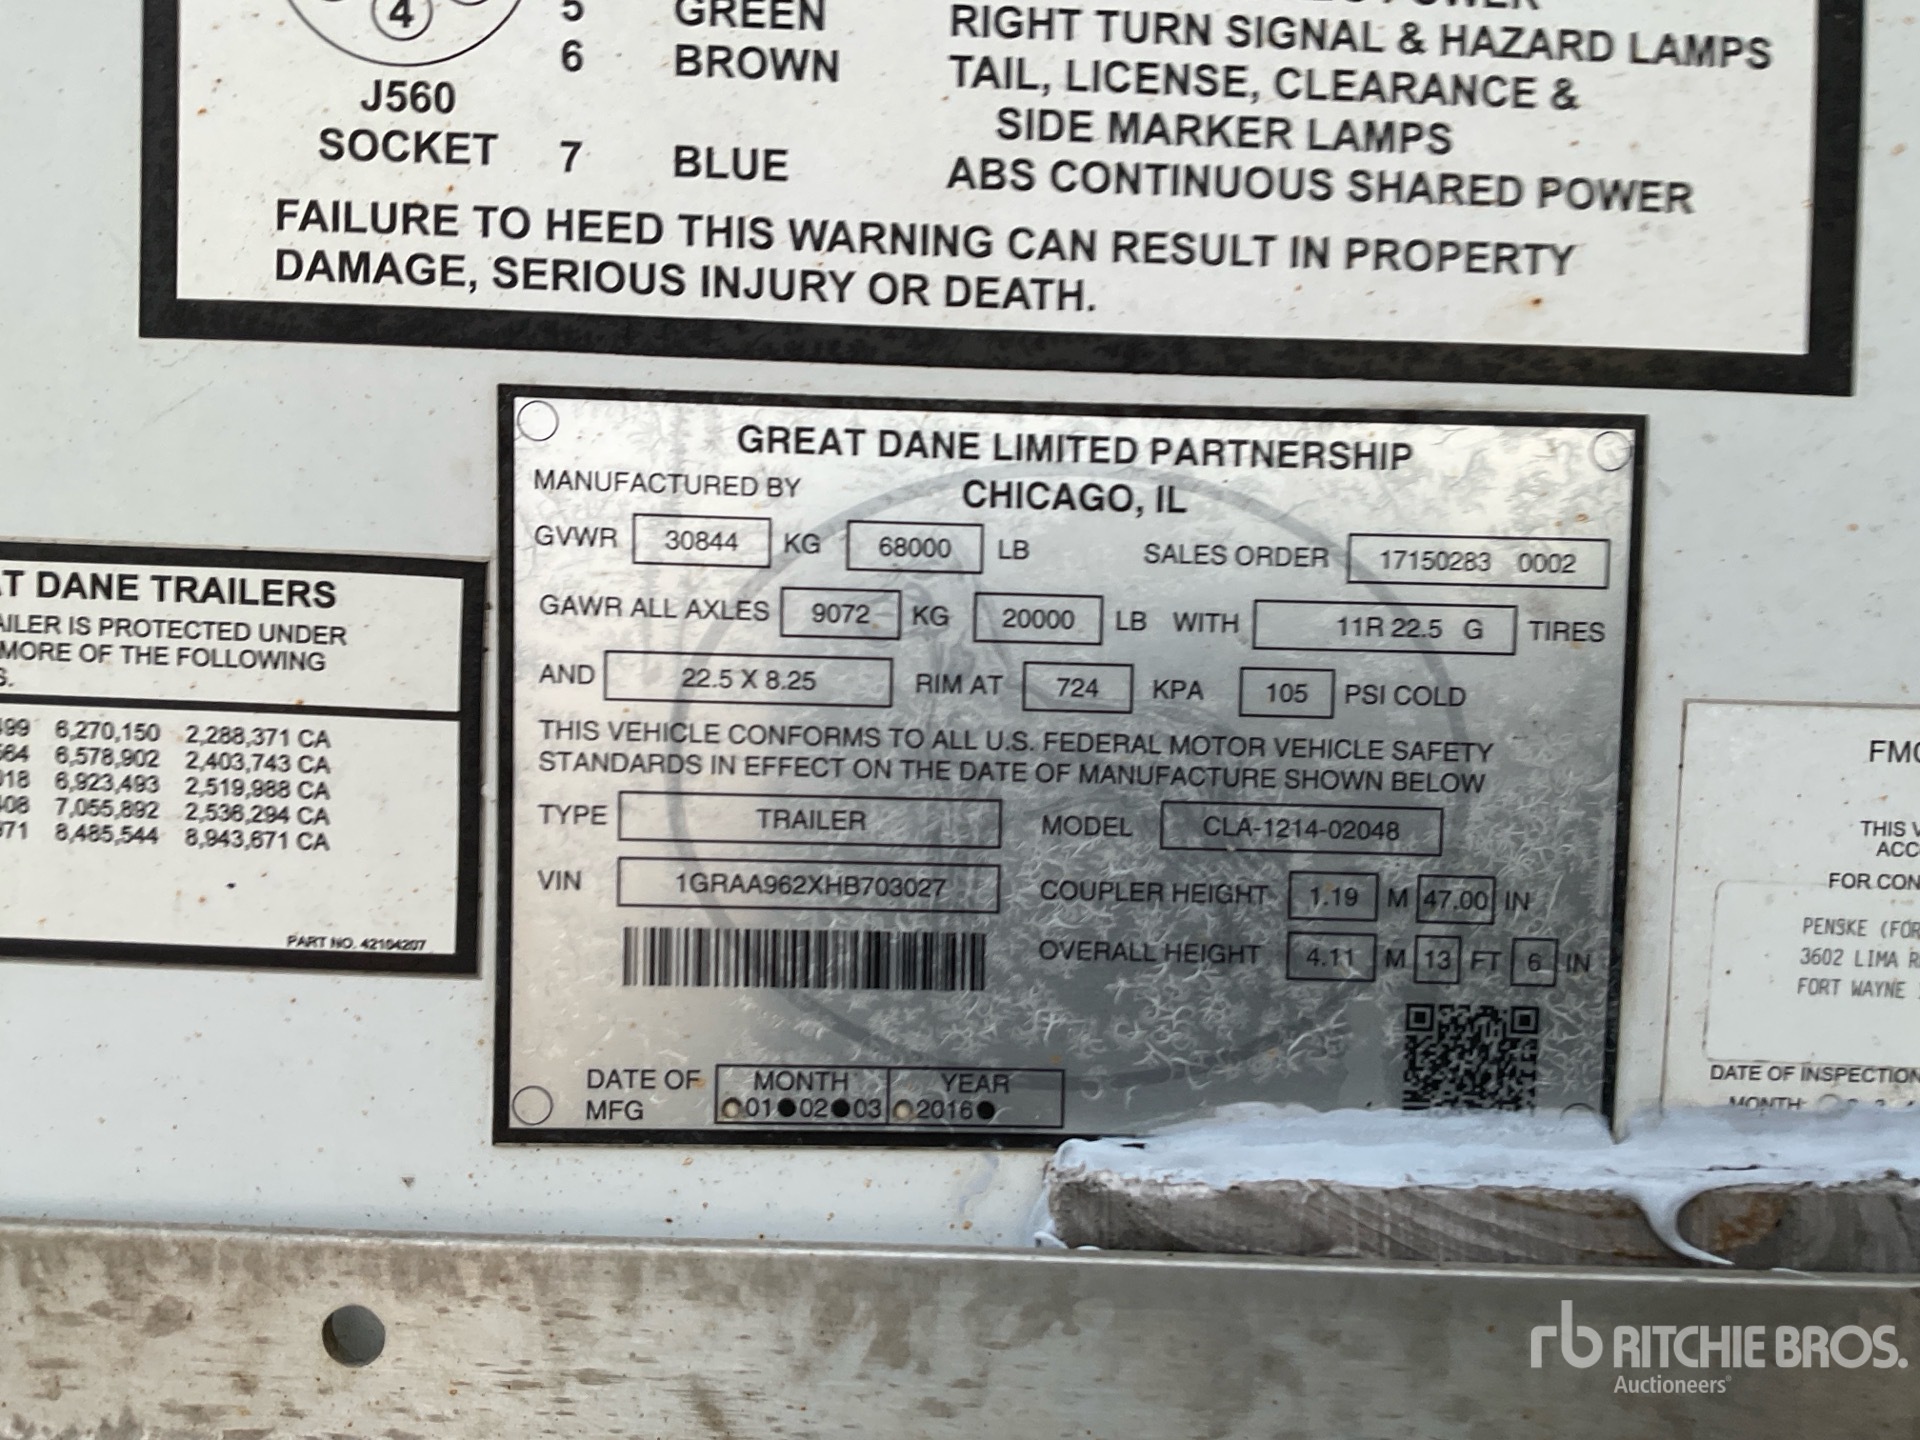 4
5 GREEN
6 BROWN RIGHT TURN SIGNAL & HAZARD LAMPS
TAIL, LICENSE, CLEARANCE &
SIDE MARKER LAMPS
J560
SOCKET 7 BLUE ABS CONTINUOUS SHARED POWER
FAILURE TO HEED THIS WARNING CAN RESULT IN PROPERTY
DAMAGE, SERIOUS INJURY OR DEATH.
T DANE TRAILERS
AILER IS PROTECTED UNDER
MORE OF THE FOLLOWING
S.
499 6,270,150 2,288,371 CA
564 6,578,902 2,403,743 CA
018 6,923,493 2,519,988 CA
408 7,055,892 2,536,294 CA
971 8,485,544 8,943,671 CA
PART NO. 42104207
GREAT DANE LIMITED PARTNERSHIP
MANUFACTURED BY CHICAGO, IL
GVWR 30844 KG 68000 LB SALES ORDER 17150283 0002
GAWR ALL AXLES 9072 KG 20000 LB WITH 11R 22.5 G TIRES
AND 22.5 X 8.25 RIM AT 724 KPA 105 PSI COLD
THIS VEHICLE CONFORMS TO ALL U.S. FEDERAL MOTOR VEHICLE SAFETY
STANDARDS IN EFFECT ON THE DATE OF MANUFACTURE SHOWN BELOW
TYPE TRAILER MODEL CLA-1214-02048
VIN 1GRAA962XHB703027 COUPLER HEIGHT 1.19 M 47.00 IN
OVERALL HEIGHT 4.11 M 13 FT 6 IN
DATE OF MFG MONTH 01 02 03 YEAR 2016
FMC
THIS V
ACC
FOR CON
PENSKE (FOR
3602 LIMA R
FORT WAYNE
DATE OF INSPECTION
MONTH:
rb RITCHIE BROS.
Auctioneers